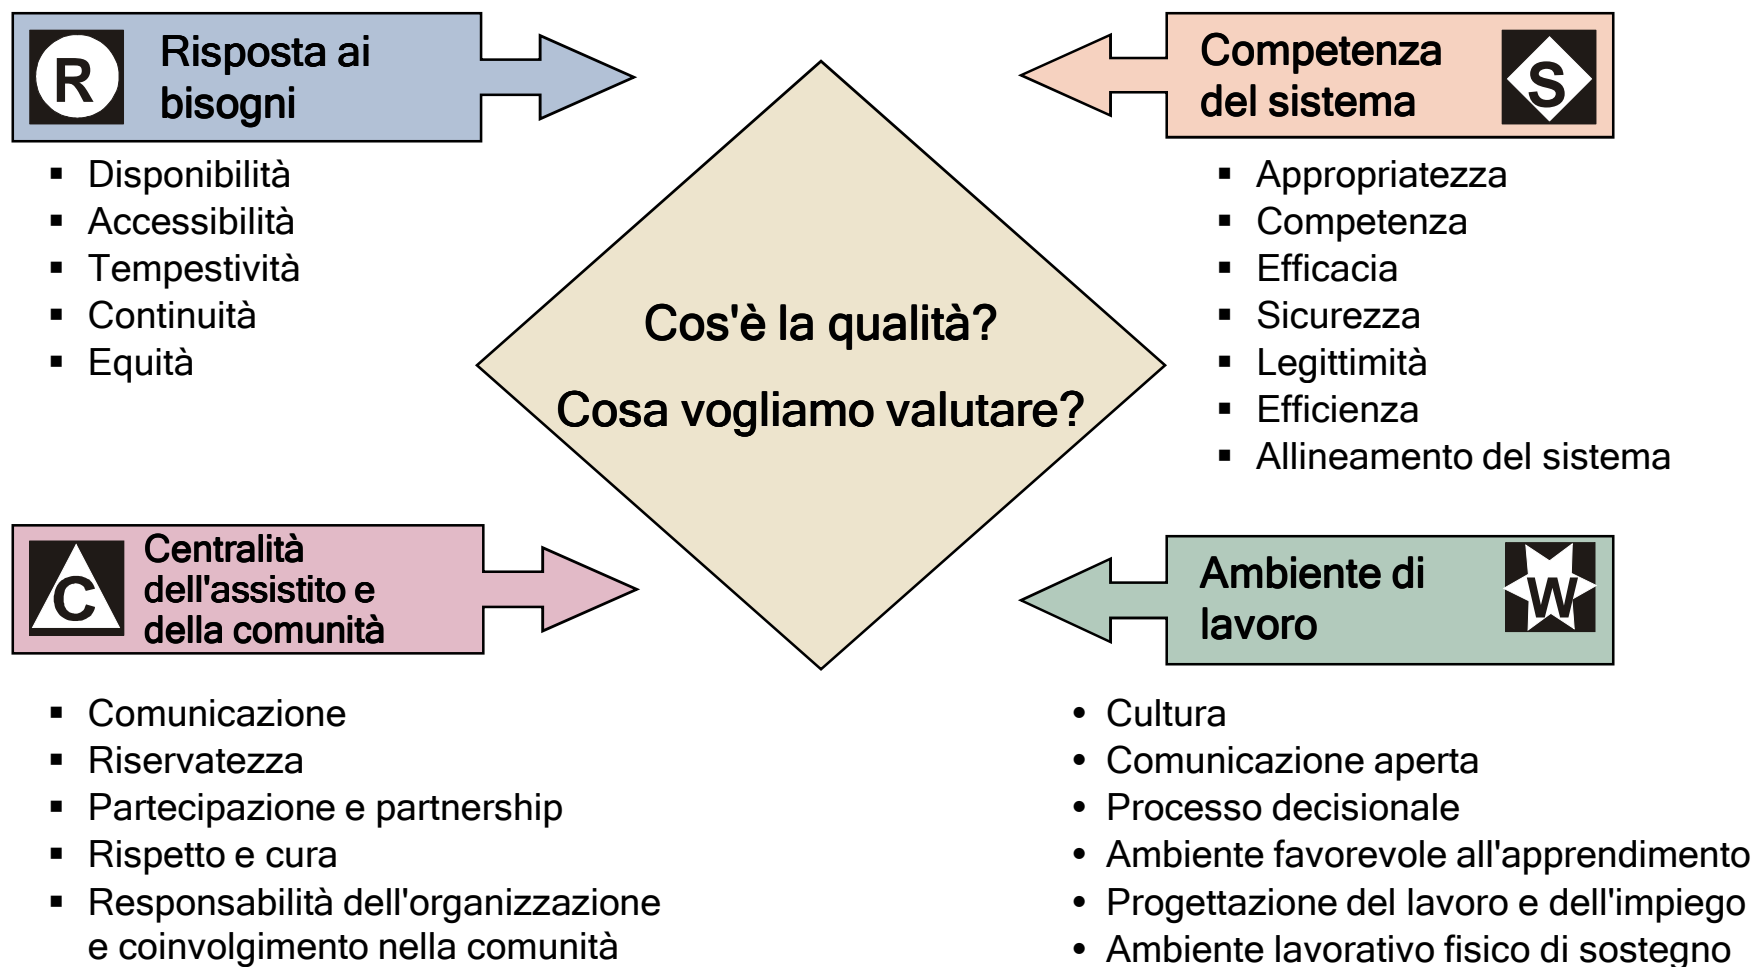 R
Risposta ai
bisogni
▪ Disponibilità
▪ Accessibilità
▪ Tempestività
▪ Continuità
▪ Equità
Competenza
del sistema
S
▪ Appropriatezza
▪ Competenza
▪ Efficacia
▪ Sicurezza
▪ Legittimità
▪ Efficienza
▪ Allineamento del sistema
Cos'è la qualità?
Cosa vogliamo valutare?
C
Centralità
dell'assistito e
della comunità
▪ Comunicazione
▪ Riservatezza
▪ Partecipazione e partnership
▪ Rispetto e cura
▪ Responsabilità dell'organizzazione
e coinvolgimento nella comunità
Ambiente di
lavoro
W
• Cultura
• Comunicazione aperta
• Processo decisionale
• Ambiente favorevole all'apprendimento
• Progettazione del lavoro e dell'impiego
• Ambiente lavorativo fisico di sostegno